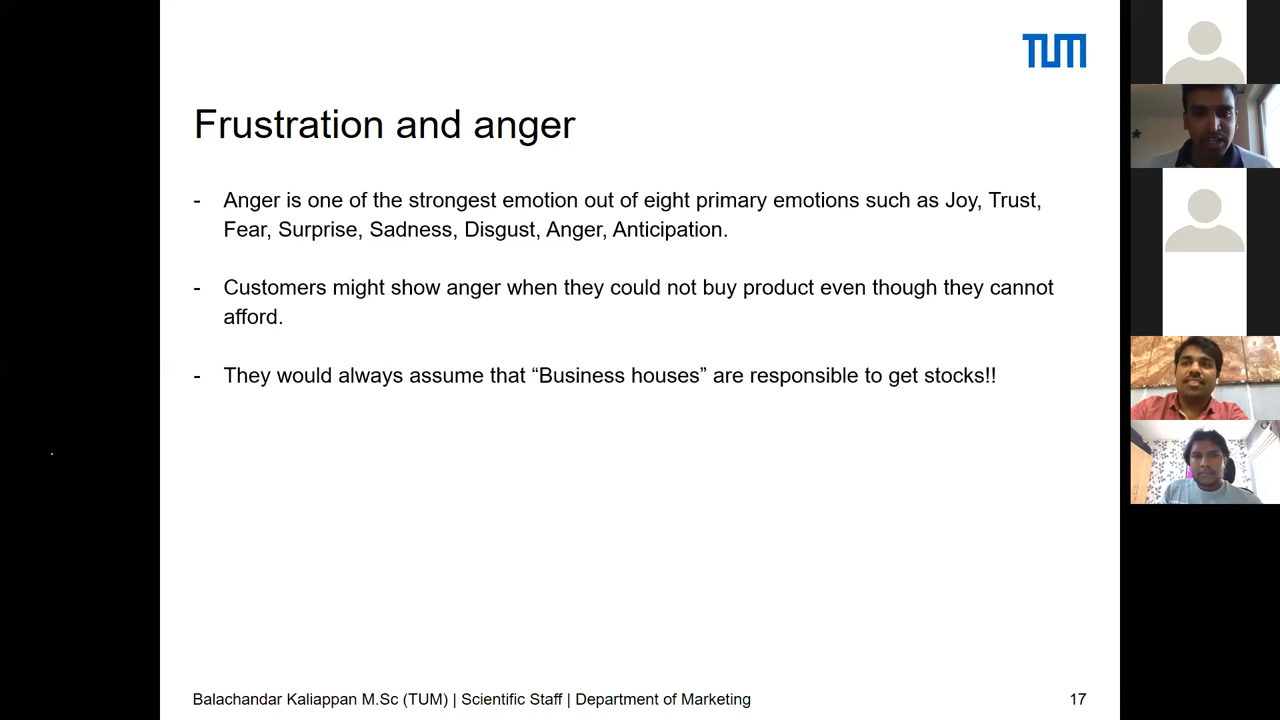 TUM
Frustration and anger
- Anger is one of the strongest emotion out of eight primary emotions such as Joy, Trust,
Fear, Surprise, Sadness, Disgust, Anger, Anticipation.
- Customers might show anger when they could not buy product even though they cannot
afford.
- They would always assume that “Business houses” are responsible to get stocks!!
Balachandar Kaliappan M.Sc (TUM) | Scientific Staff | Department of Marketing
17